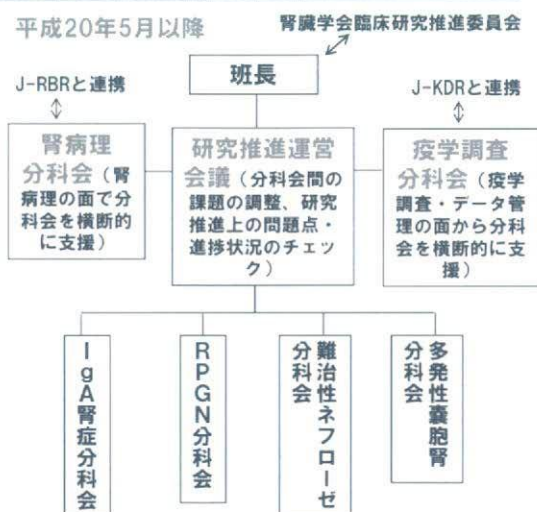 平成20年5月以降
腎臓学会臨床研究推進委員会
班長
J-RBRと連携
J-KDRと連携
腎病理
分科会（腎
病理の面で分
科会を横断的
に支援）
研究推進運営
会議（分科会間の
課題の調整、研究
推進上の問題点・
進捗状況のチェッ
ク）
疫学調査
分科会（疫学
調査・データ管
理の面から分科
会を横断的に支
援）
IgA腎症分科会
RPGN分科会
難治性ネフローゼ
分科会
多発性嚢胞腎
分科会